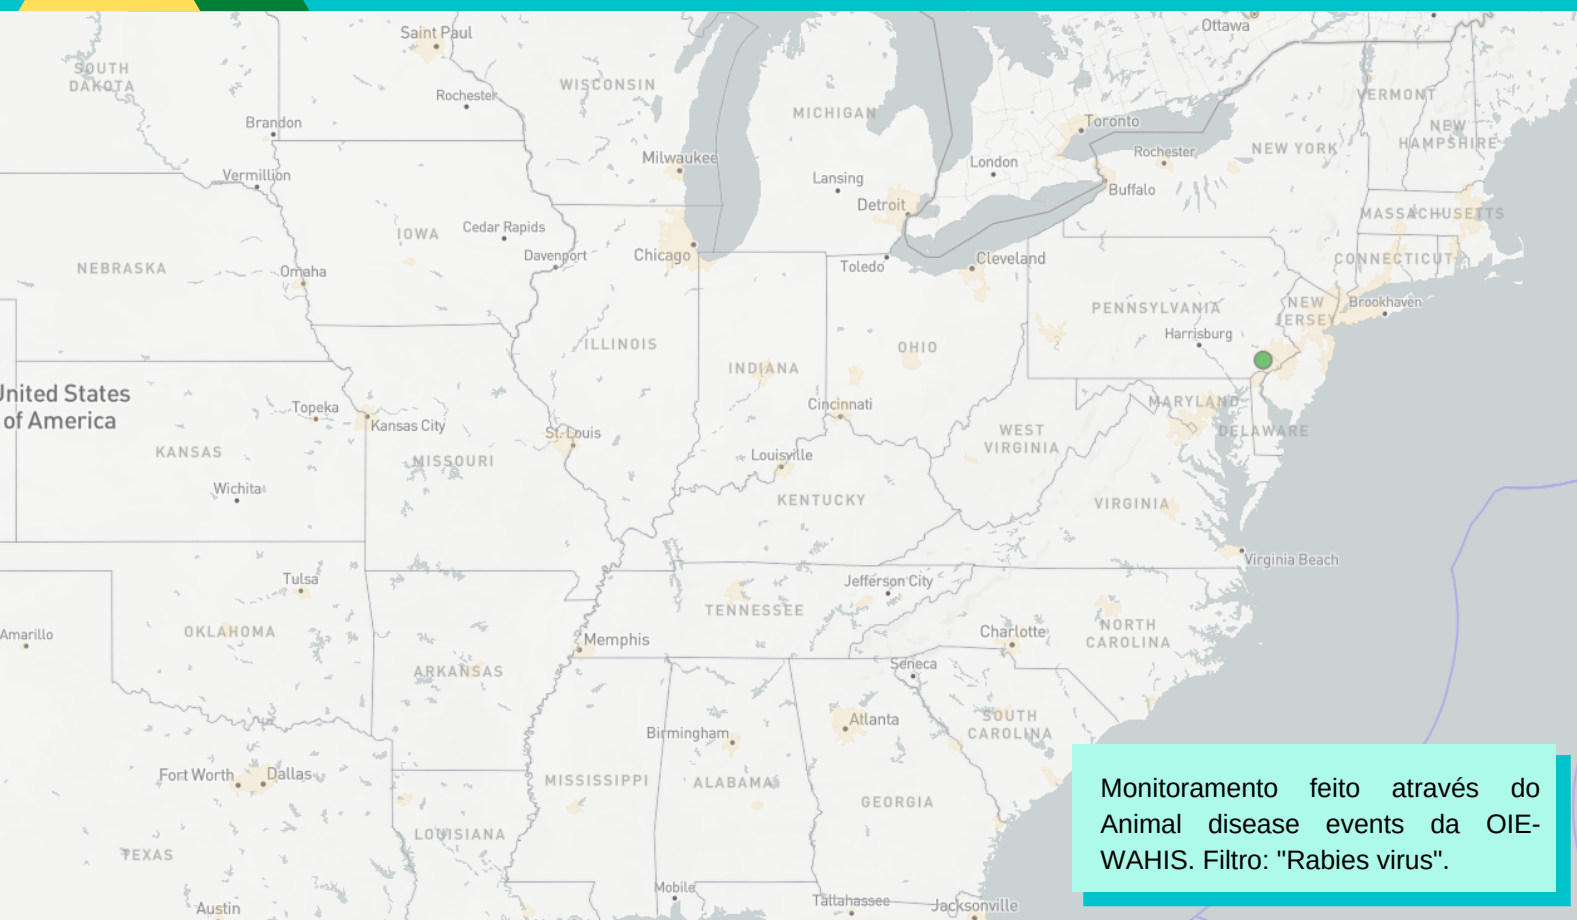 Saint Paul
Ottawa
SOUTH
DAKOTA
WISCONSIN
Rochester
VERMONT
MICHIGAN
Brandon
Toronto
NEW
HAMPSHIRE
NEW YORK
Rochester
Milwaukee
London
Vermillion
Lansing
Buffalo
Detroit
MASSACHUSETTS
IOWA
Cedar Rapids
Davenport
Chicago
Toledo
Cleveland
CONNECTICUT
NEBRASKA
Omaha
PENNSYLVANIA
NEW
JERSEY
Brookhaven
Harrisburg
ILLINOIS
INDIANA
OHIO
United States
of America
Topeka
Kansas City
Cincinnati
MARYLAND
DELAWARE
St. Louis
WEST
VIRGINIA
KANSAS
MISSOURI
Louisville
Wichita
KENTUCKY
VIRGINIA
Virginia Beach
Tulsa
Jefferson City
TENNESSEE
Amarillo
OKLAHOMA
Memphis
Charlotte
NORTH
CAROLINA
ARKANSAS
Seneca
Atlanta
SOUTH
CAROLINA
Birmingham
Fort Worth
Dallas
MISSISSIPPI
ALABAMA
GEORGIA
LOUISIANA
TEXAS
Mobile
Tallahassee
Jacksonville
Austin
Monitoramento feito através do
Animal disease events da OIE-
WAHIS. Filtro: "Rabies virus".